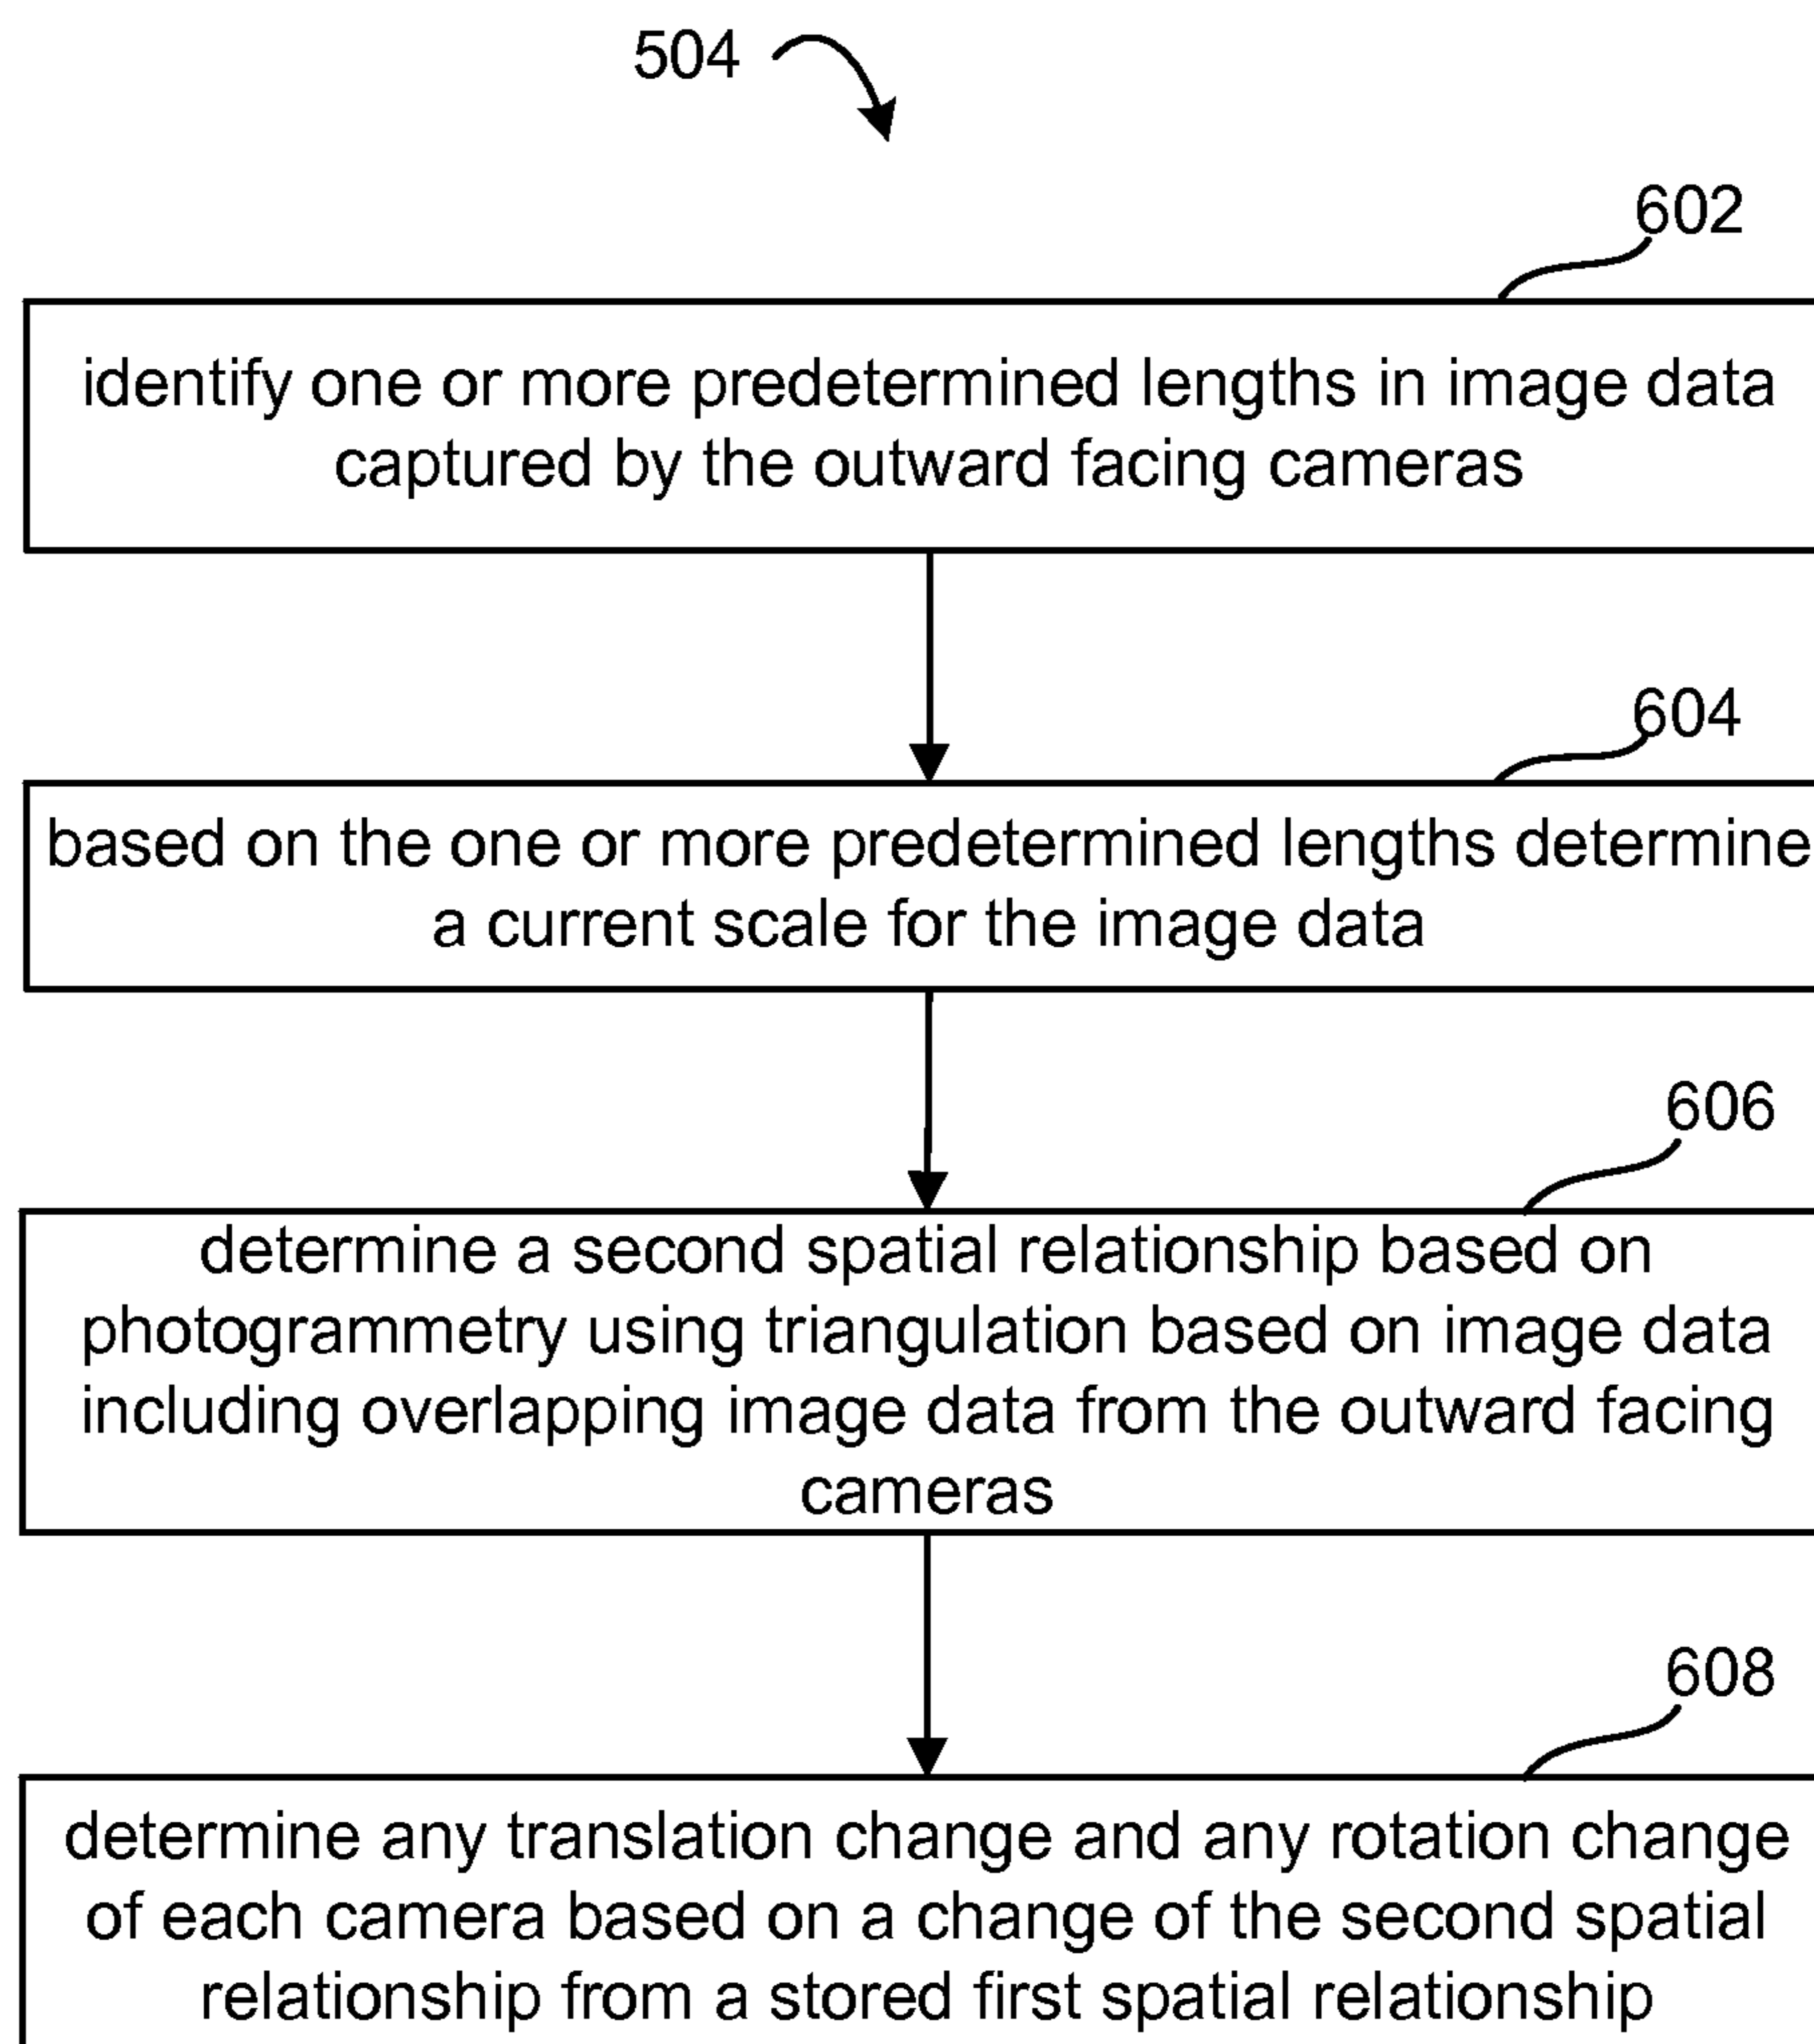 504
602
identify one or more predetermined lengths in image data
captured by the outward facing cameras
604
based on the one or more predetermined lengths determine
a current scale for the image data
606
determine a second spatial relationship based on
photogrammetry using triangulation based on image data
including overlapping image data from the outward facing
cameras
608
determine any translation change and any rotation change
of each camera based on a change of the second spatial
relationship from a stored first spatial relationship